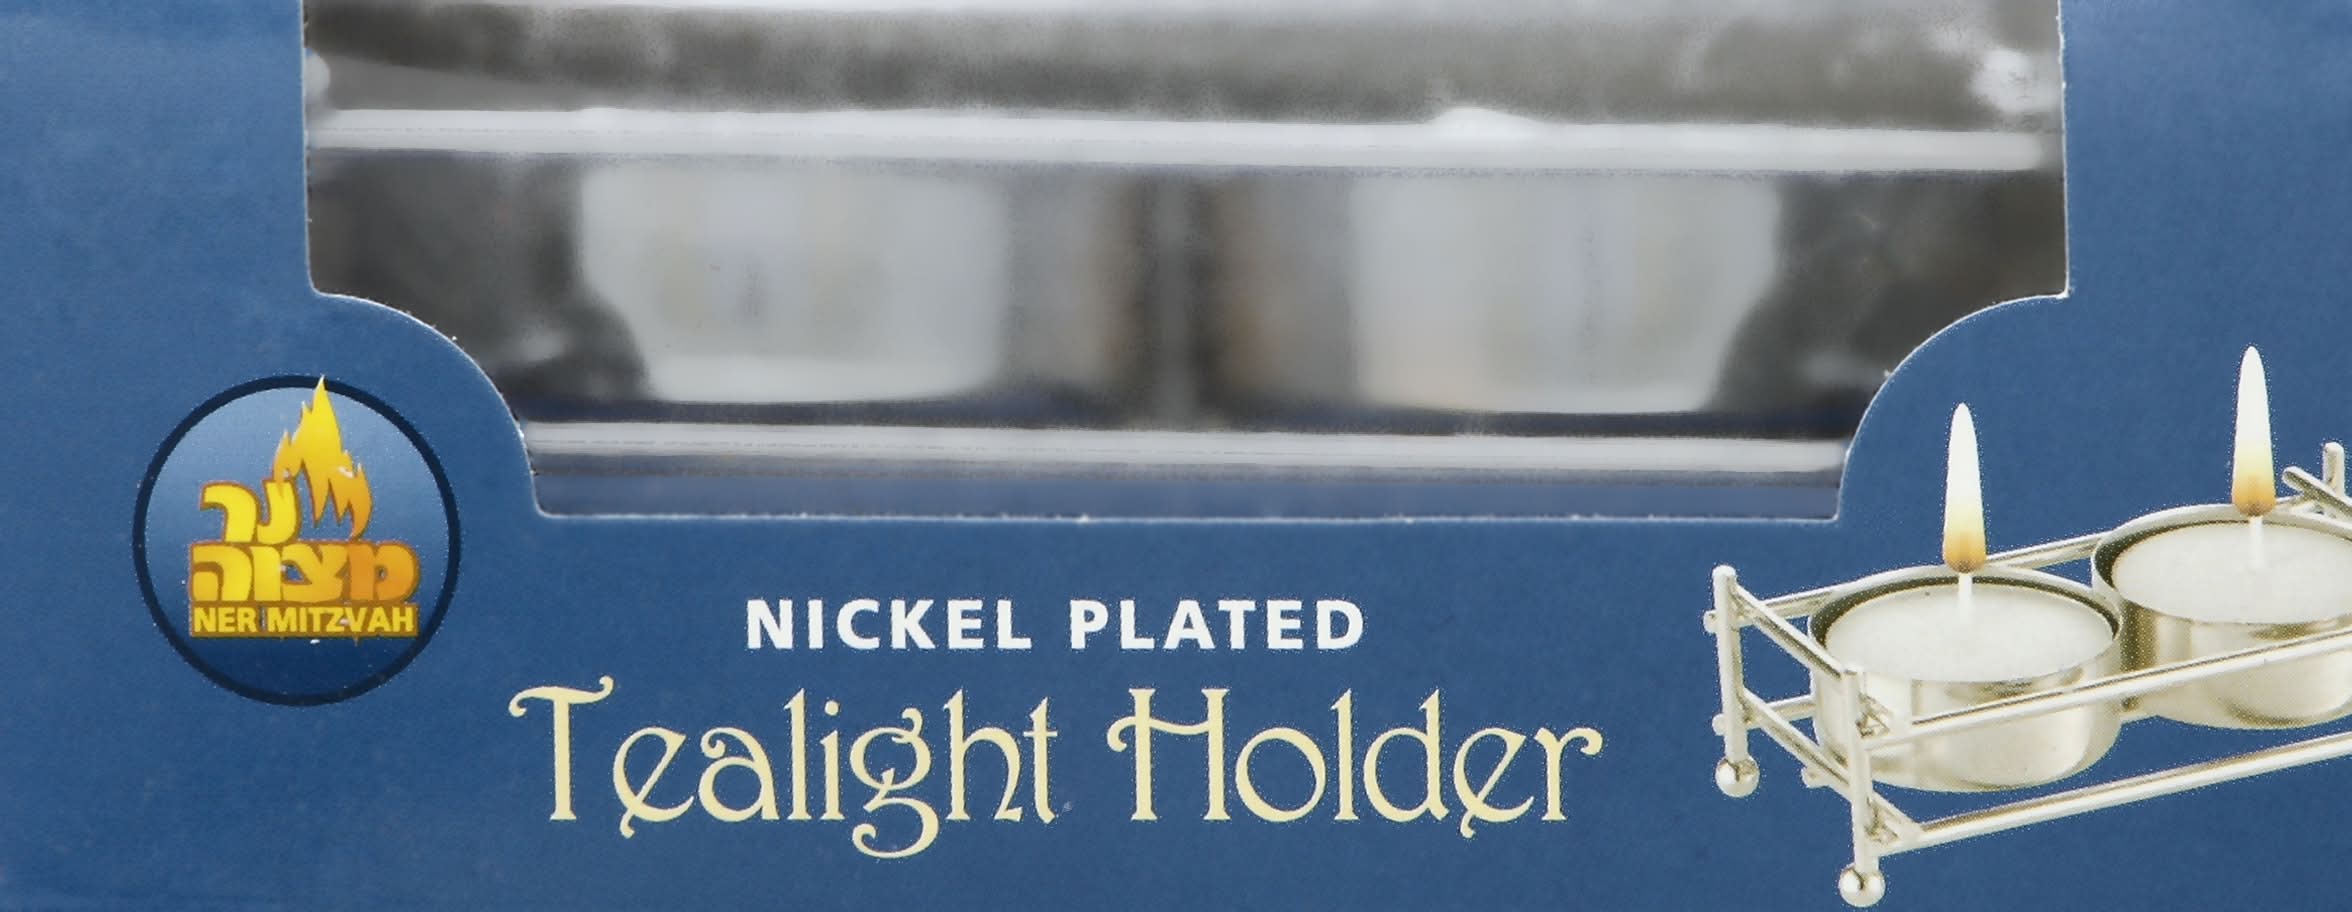 נר
מצוה
NER MITZVAH
NICKEL PLATED
Tealight Holder